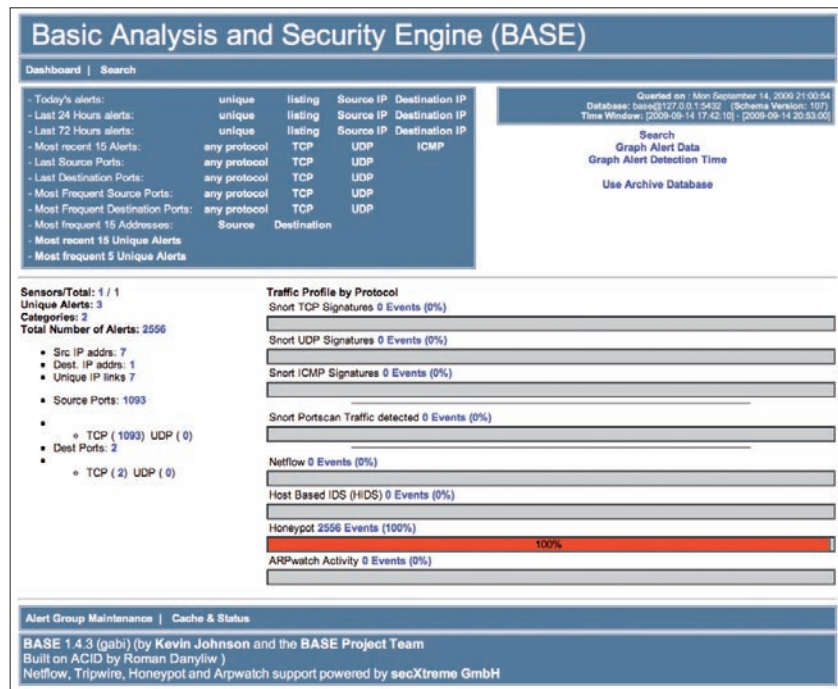 Basic Analysis and Security Engine (BASE)
Dashboard | Search
- Today's alerts: unique listing Source IP Destination IP
- Last 24 Hours alerts: unique listing Source IP Destination IP
- Last 72 Hours alerts: unique listing Source IP Destination IP
- Most recent 15 Alerts: any protocol TCP UDP ICMP
- Last Source Ports: any protocol TCP UDP
- Last Destination Ports: any protocol TCP UDP
- Most Frequent Source Ports: any protocol TCP UDP
- Most Frequent Destination Ports: any protocol TCP UDP
- Most frequent 15 Addresses: Source Destination
- Most recent 15 Unique Alerts
- Most frequent 5 Unique Alerts
Queried on : Mon September 14, 2009 21:00:54
Database: base@127.0.0.1:5432 (Schema Version: 107)
Time Window: [2009-09-14 17:42:10] - [2009-09-14 20:53:00]
Search
Graph Alert Data
Graph Alert Detection Time
Use Archive Database
Sensors/Total: 1 / 1
Unique Alerts: 3
Categories: 2
Total Number of Alerts: 2556
• Src IP addrs: 7
• Dest. IP addrs: 1
• Unique IP links 7
• Source Ports: 1093
•
○ TCP ( 1093) UDP ( 0)
• Dest Ports: 2
•
○ TCP ( 2) UDP ( 0)
Traffic Profile by Protocol
Snort TCP Signatures 0 Events (0%)
Snort UDP Signatures 0 Events (0%)
Snort ICMP Signatures 0 Events (0%)
Snort Portscan Traffic detected 0 Events (0%)
Netflow 0 Events (0%)
Host Based IDS (HIDS) 0 Events (0%)
Honeypot 2556 Events (100%)
100%
ARPwatch Activity 0 Events (0%)
Alert Group Maintenance | Cache & Status
BASE 1.4.3 (gabi) (by Kevin Johnson and the BASE Project Team
Built on ACID by Roman Danyliw )
Netflow, Tripwire, Honeypot and Arpwatch support powered by secXtreme GmbH